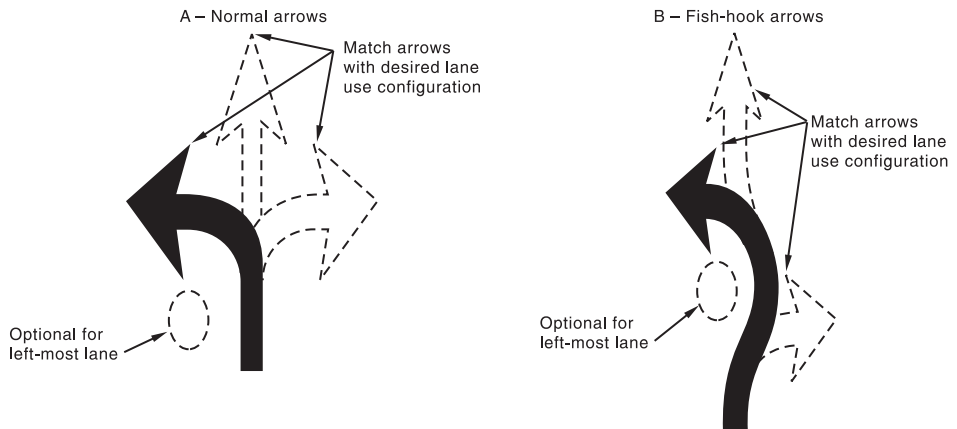 A – Normal arrows
Match arrows
with desired lane
use configuration
Optional for
left-most lane
B – Fish-hook arrows
Match arrows
with desired lane
use configuration
Optional for
left-most lane